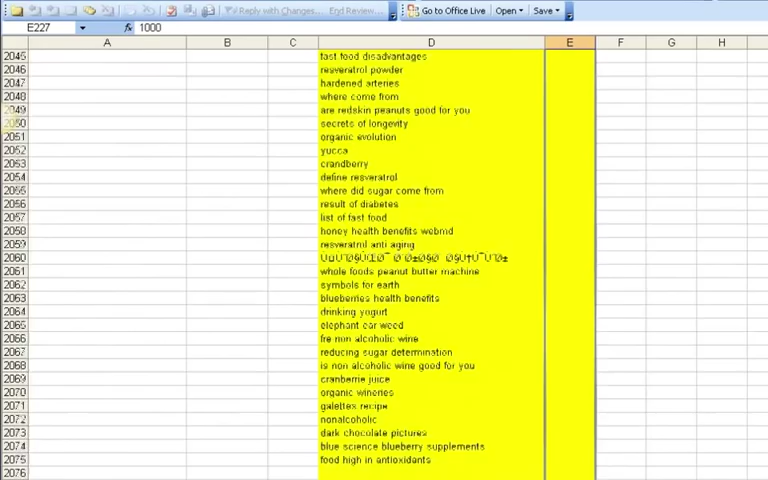 Reply with Changes... End Review... Go to Office Live Open Save
E227 fx 1000
A B C D E F G H
2045 fast food disadvantages
2046 resveratrol powder
2047 hardened arteries
2048 where come from
2049 are redskin peanuts good for you
2050 secrets of longevity
2051 organic evolution
2052 yucca
2053 crandberry
2054 define resveratrol
2055 where did sugar come from
2056 result of diabetes
2057 list of fast food
2058 honey health benefits webmd
2059 resveratrol anti aging
2060
2061 whole foods peanut butter machine
2062 symbols for earth
2063 blueberries health benefits
2064 drinking yogurt
2065 elephant ear weed
2066 fre non alcoholic wine
2067 reducing sugar determination
2068 is non alcoholic wine good for you
2069 cranberrie juice
2070 organic wineries
2071 galettes recipe
2072 nonalcoholic
2073 dark chocolate pictures
2074 blue science blueberry supplements
2075 food high in antioxidants
2076